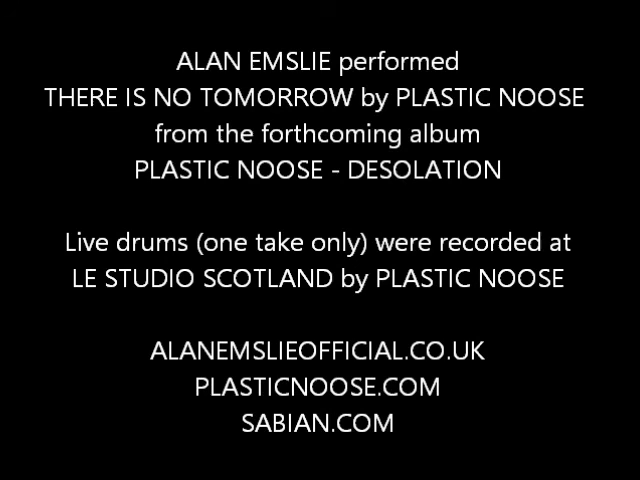 ALAN EMSLIE performed
THERE IS NO TOMORROW by PLASTIC NOOSE
from the forthcoming album
PLASTIC NOOSE - DESOLATION
Live drums (one take only) were recorded at
LE STUDIO SCOTLAND by PLASTIC NOOSE
ALANEMSLIEOFFICIAL.CO.UK
PLASTICNOOSE.COM
SABIAN.COM